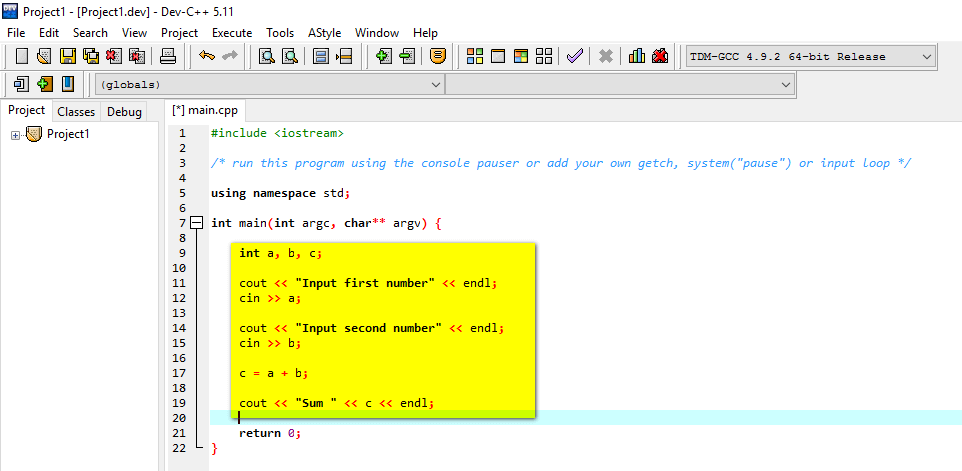 Project1 - [Project1.dev] - Dev-C++ 5.11
File Edit Search View Project Execute Tools AStyle Window Help
TDM-GCC 4.9.2 64-bit Release
(globals)
Project Classes Debug
[*] main.cpp
Project1
1 #include <iostream>
2
3 /* run this program using the console pauser or add your own getch, system("pause") or input loop */
4
5 using namespace std;
6
7 int main(int argc, char** argv) {
8
9 int a, b, c;
10
11 cout << "Input first number" << endl;
12 cin >> a;
13
14 cout << "Input second number" << endl;
15 cin >> b;
16
17 c = a + b;
18
19 cout << "Sum " << c << endl;
20
21 return 0;
22 }